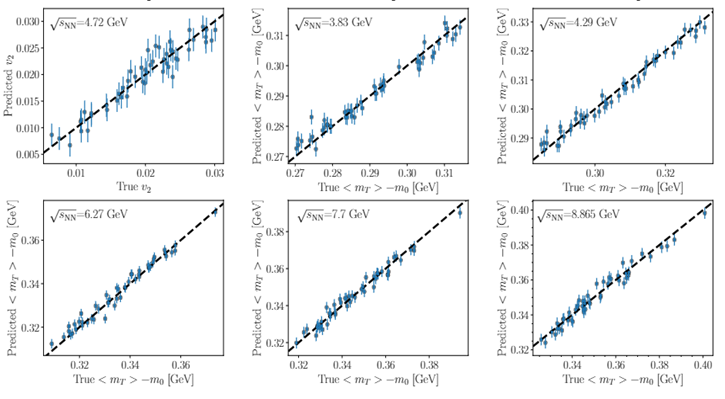 √sNN=4.72 GeV
Predicted v2
0.030
0.025
0.020
0.015
0.010
0.005
0.01 0.02 0.03
True v2
√sNN=3.83 GeV
Predicted < mT > −m0 [GeV]
0.31
0.30
0.29
0.28
0.27
0.27 0.28 0.29 0.30 0.31
True < mT > −m0 [GeV]
√sNN=4.29 GeV
Predicted < mT > −m0 [GeV]
0.33
0.32
0.31
0.30
0.29
0.30 0.32
True < mT > −m0 [GeV]
√sNN=6.27 GeV
Predicted < mT > −m0 [GeV]
0.36
0.34
0.32
0.32 0.34 0.36
True < mT > −m0 [GeV]
√sNN=7.7 GeV
Predicted < mT > −m0 [GeV]
0.38
0.36
0.34
0.32
0.32 0.34 0.36 0.38
True < mT > −m0 [GeV]
√sNN=8.865 GeV
Predicted < mT > −m0 [GeV]
0.40
0.38
0.36
0.34
0.32
0.34 0.36 0.38 0.40
True < mT > −m0 [GeV]